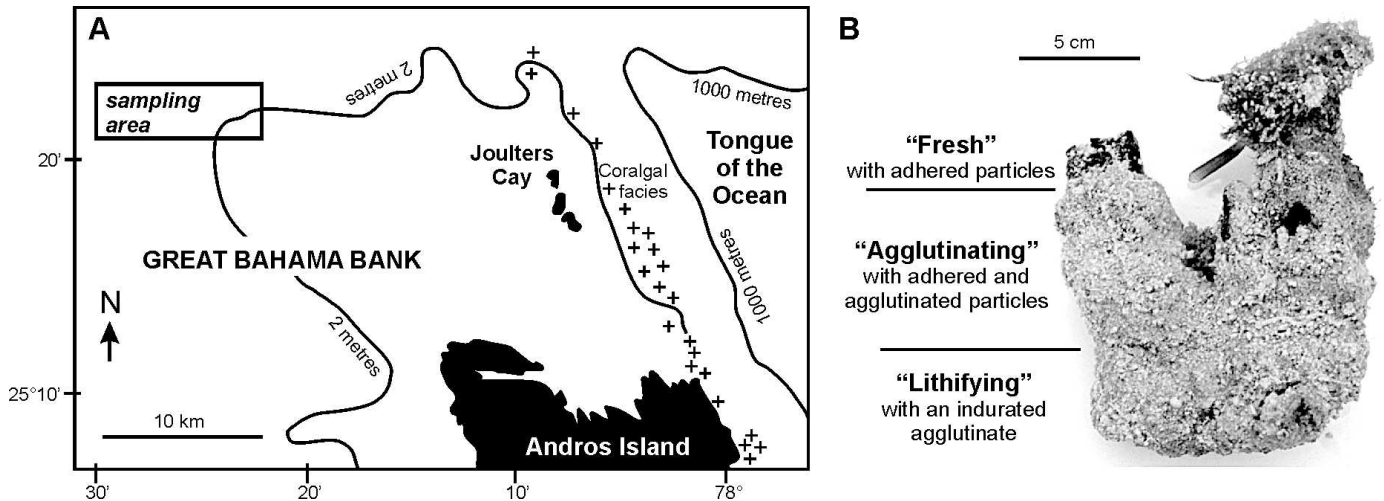 A
sampling
area
2 metres
1000 metres
20'
Joulters
Cay
Coralgal
facies
Tongue
of the
Ocean
GREAT BAHAMA BANK
1000 metres
N
2 metres
25°10'
10 km
Andros Island
30'
20'
10'
78°
B
5 cm
“Fresh”
with adhered particles
“Agglutinating”
with adhered and
agglutinated particles
“Lithifying”
with an indurated
agglutinate